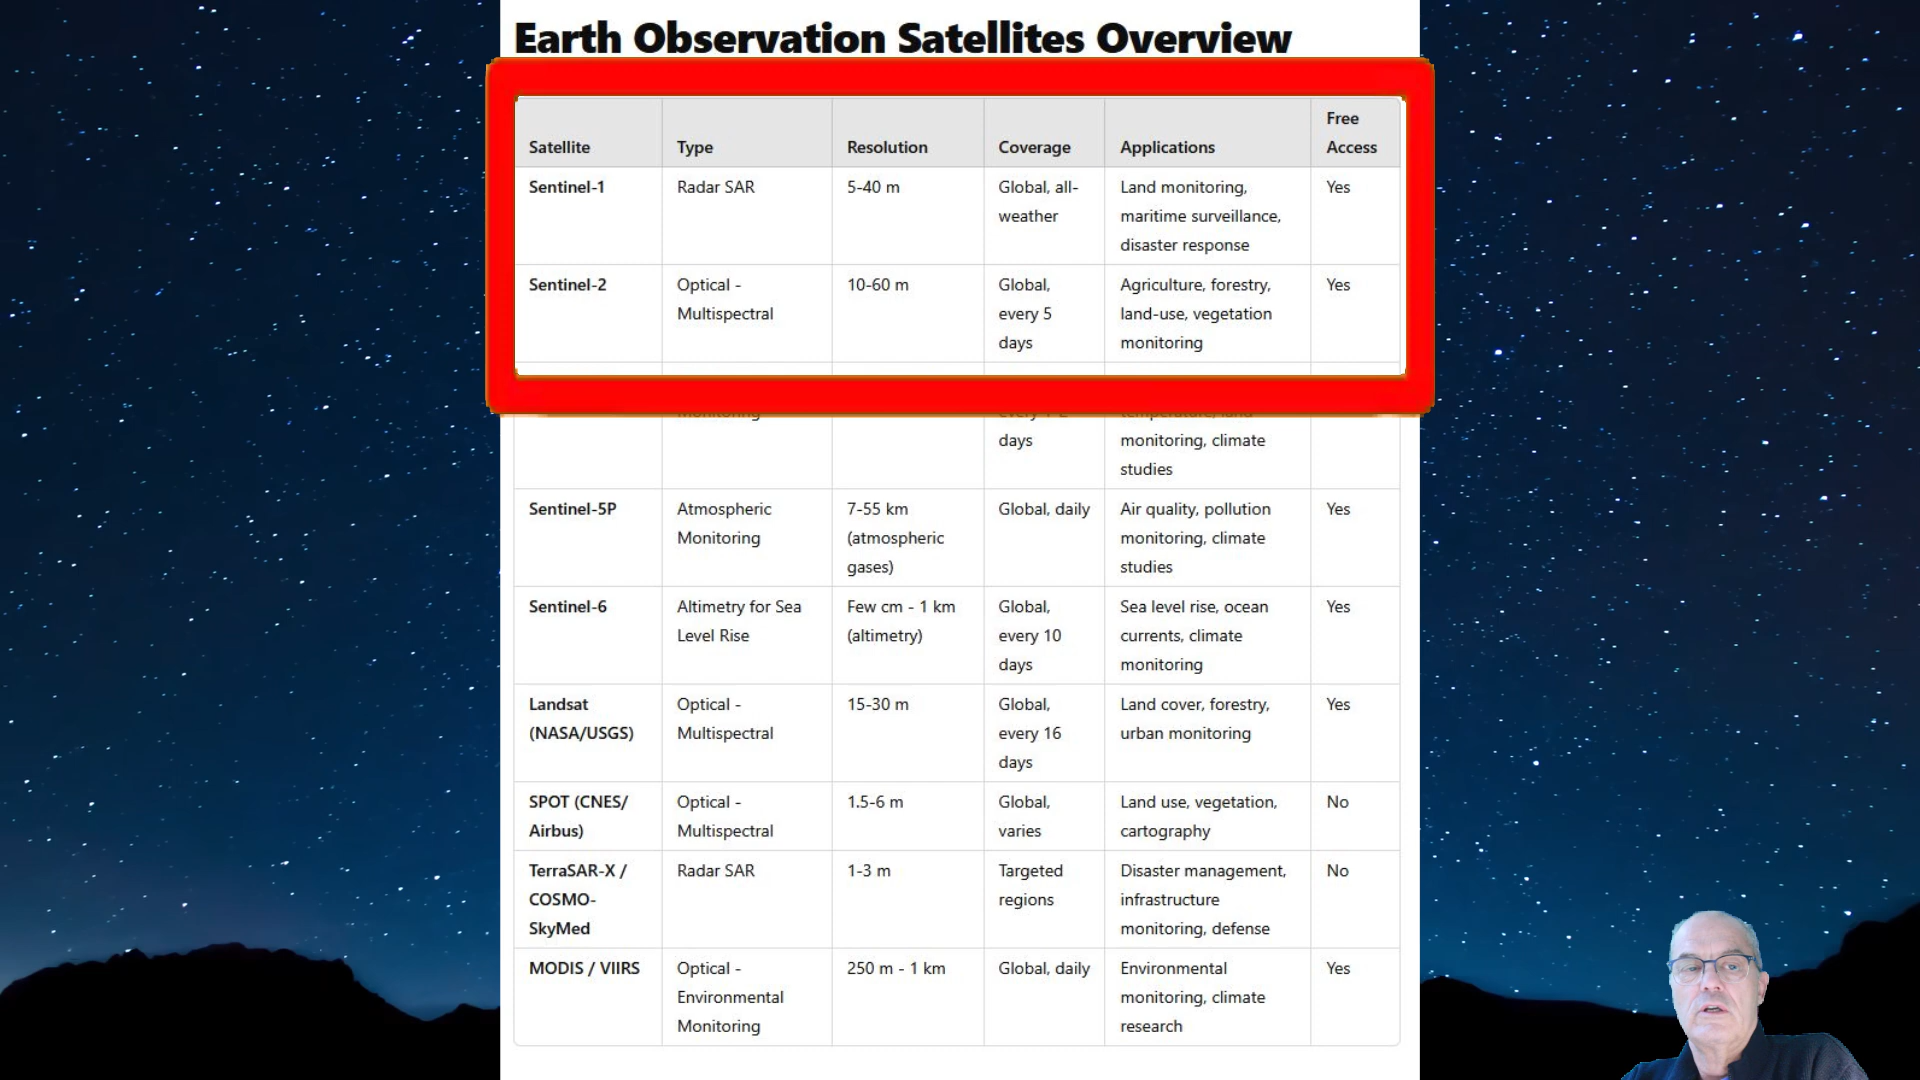 Earth Observation Satellites Overview
Satellite Type Resolution Coverage Applications Free Access
Sentinel-1 Radar SAR 5-40 m Global, all-
weather Land monitoring,
maritime surveillance,
disaster response Yes
Sentinel-2 Optical -
Multispectral 10-60 m Global,
every 5
days Agriculture, forestry,
land-use, vegetation
monitoring Yes
days monitoring, climate
studies
Sentinel-5P Atmospheric
Monitoring 7-55 km
(atmospheric
gases) Global, daily Air quality, pollution
monitoring, climate
studies Yes
Sentinel-6 Altimetry for Sea
Level Rise Few cm - 1 km
(altimetry) Global,
every 10
days Sea level rise, ocean
currents, climate
monitoring Yes
Landsat
(NASA/USGS) Optical -
Multispectral 15-30 m Global,
every 16
days Land cover, forestry,
urban monitoring Yes
SPOT (CNES/
Airbus) Optical -
Multispectral 1.5-6 m Global,
varies Land use, vegetation,
cartography No
TerraSAR-X /
COSMO-
SkyMed Radar SAR 1-3 m Targeted
regions Disaster management,
infrastructure
monitoring, defense No
MODIS / VIIRS Optical -
Environmental
Monitoring 250 m - 1 km Global, daily Environmental
monitoring, climate
research Yes